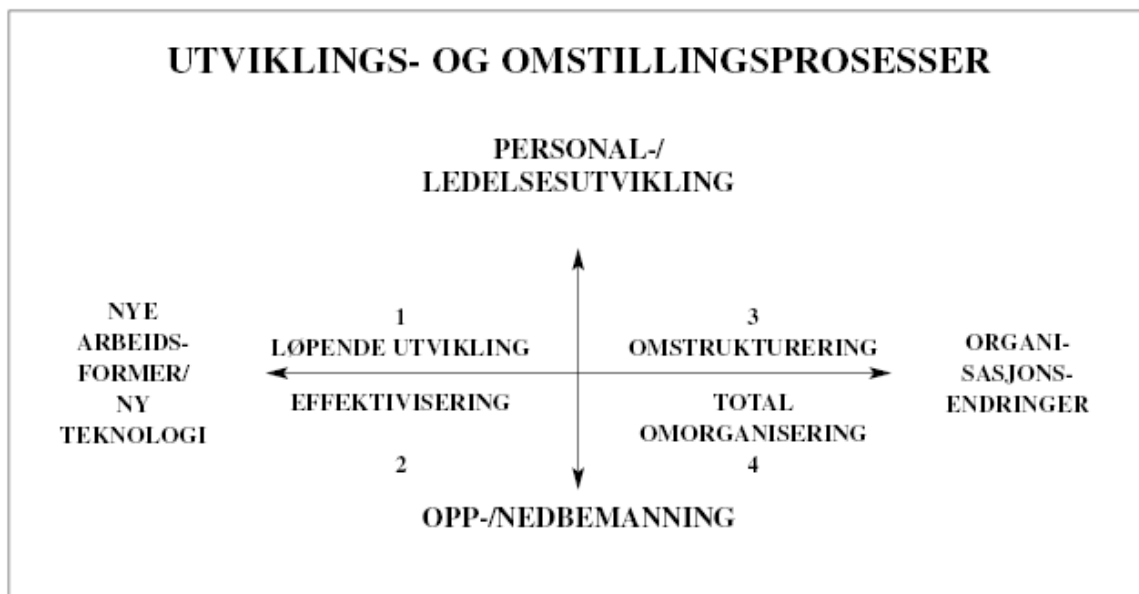 UTVIKLINGS- OG OMSTILLINGSPROSESSER
PERSONAL-/
LEDELSESUTVIKLING
NYE
ARBEIDS-
FORMER/
NY
TEKNOLOGI
1
LØPENDE UTVIKLING
3
OMSTRUKTURERING
EFFEKTIVISERING
2
TOTAL
OMORGANISERING
4
ORGANI-
SASJONS-
ENDRINGER
OPP-/NEDBEMANNING